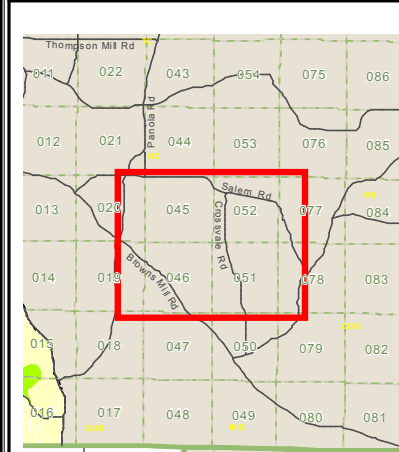 Thompson Mill Rd
011 022 043 054 075 086
Panola Rd
012 021 044 053 076 085
Salem Rd
013 020 045 052 077 084
Crossvale Rd
Browns Mill Rd
014 019 046 051 078 083
015 018 047 050 079 082
016 017 048 049 080 081